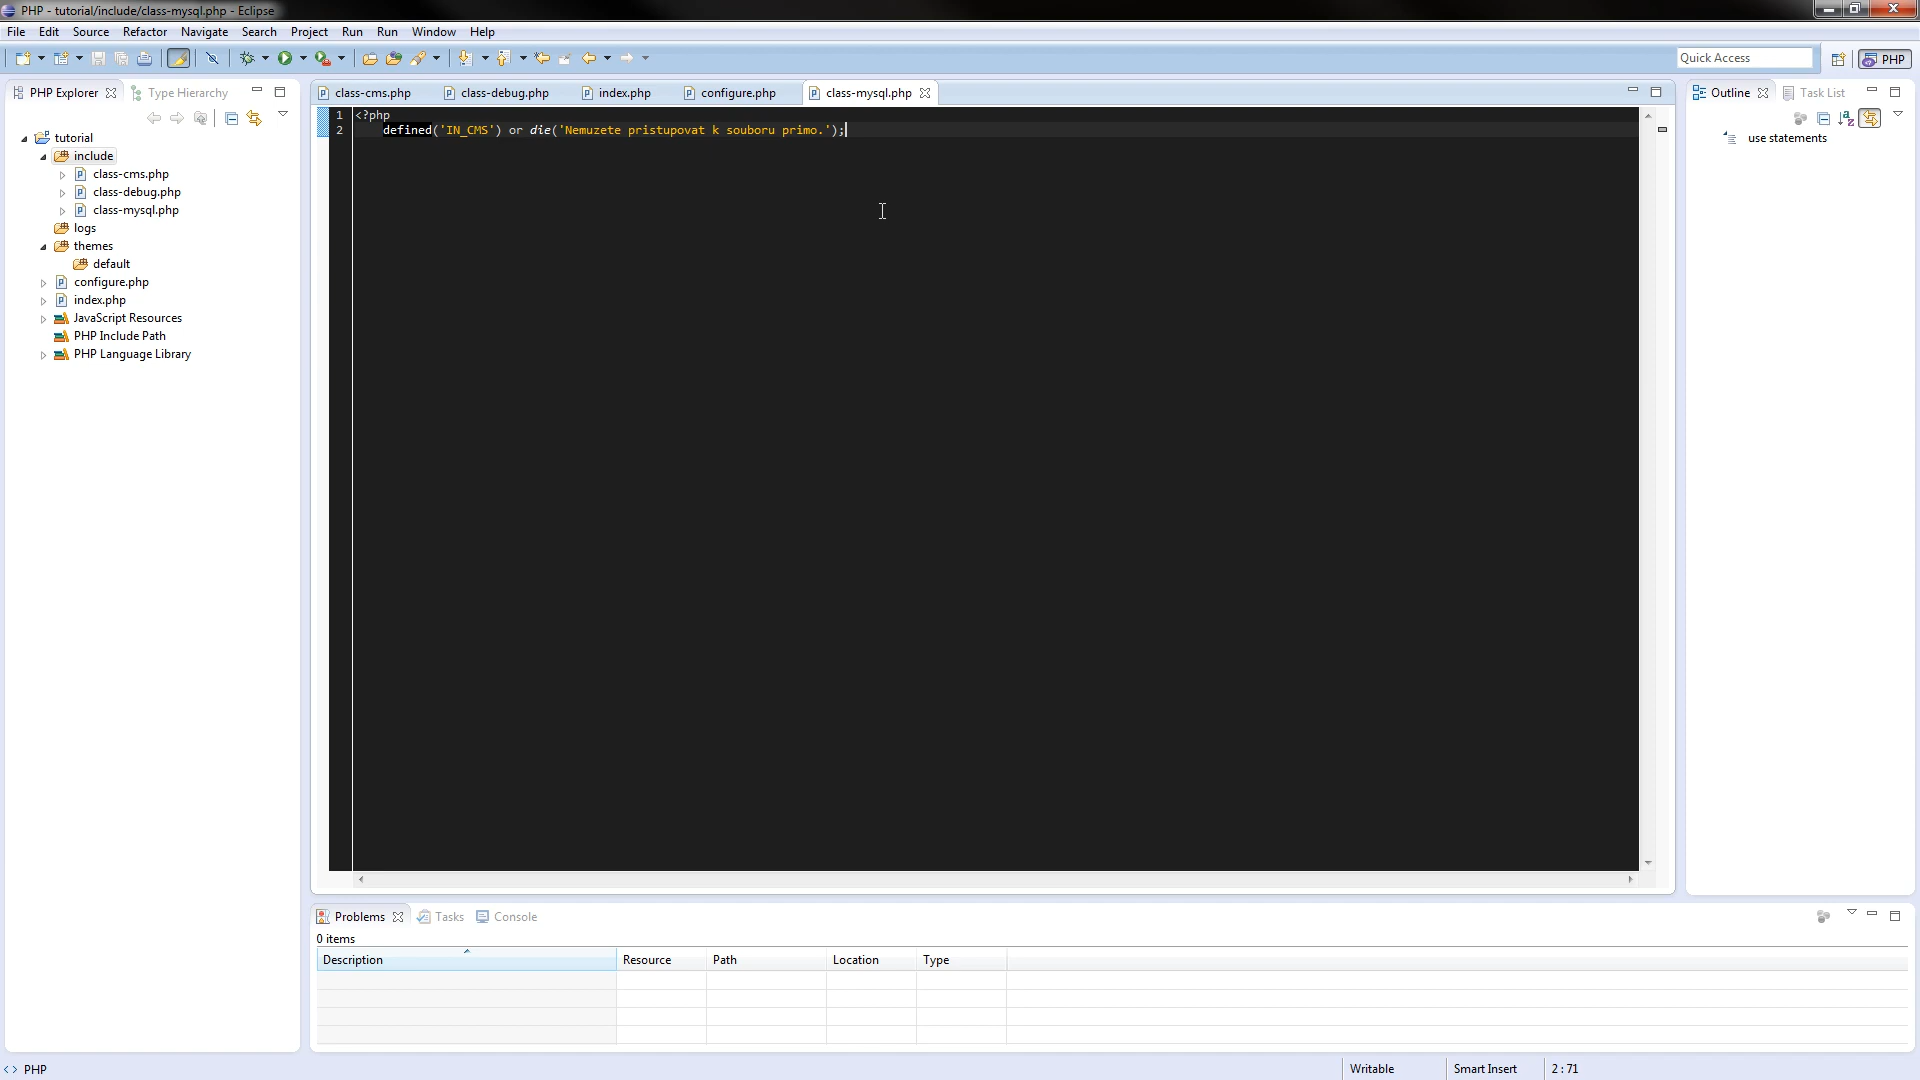 PHP - tutorial/include/class-mysql.php - Eclipse
File Edit Source Refactor Navigate Search Project Run Run Window Help
Quick Access
PHP
PHP Explorer
Type Hierarchy
tutorial
include
class-cms.php
class-debug.php
class-mysql.php
logs
themes
default
configure.php
index.php
JavaScript Resources
PHP Include Path
PHP Language Library
class-cms.php class-debug.php index.php configure.php class-mysql.php
1 <?php
2 defined('IN_CMS') or die('Nemuzete pristupovat k souboru primo.');
Outline Task List
use statements
Problems Tasks Console
0 items
Description Resource Path Location Type
PHP
Writable Smart Insert 2 : 71